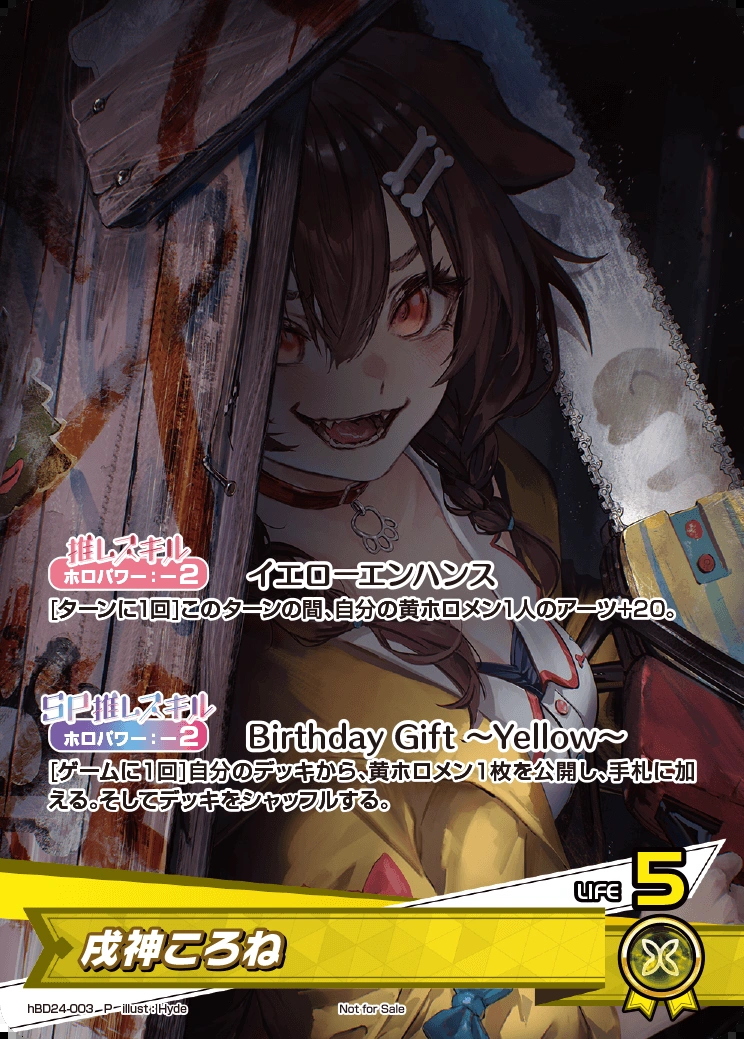 推しスキル
ホロパワー：－2
イエローエンハンス
[ターンに1回]このターンの間、自分の黄ホロメン1人のアーツ+20。
SP推しスキル
ホロパワー：－2
Birthday Gift ～Yellow～
[ゲームに1回]自分のデッキから、黄ホロメン1枚を公開し、手札に加
える。そしてデッキをシャッフルする。
LIFE 5
戌神ころね
hBD24-003 P illust : Hyde
Not for Sale